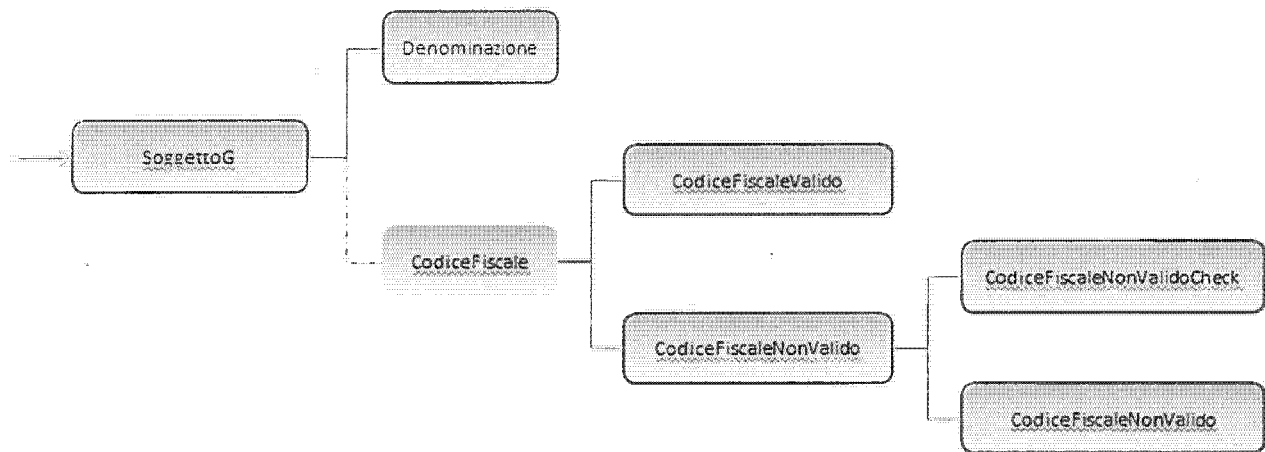 Denominazione
SoggettoG
CodiceFiscaleValido
CodiceFiscale
CodiceFiscaleNonValidoCheck
CodiceFiscaleNonValido
CodiceFiscaleNonValido